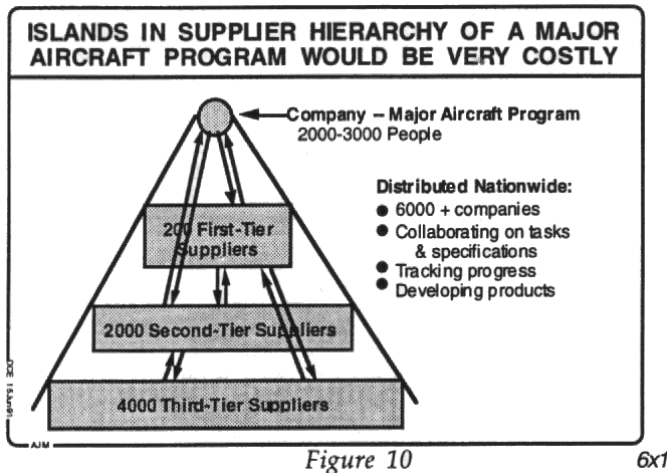 ISLANDS IN SUPPLIER HIERARCHY OF A MAJOR
AIRCRAFT PROGRAM WOULD BE VERY COSTLY
Company – Major Aircraft Program
2000-3000 People
200 First-Tier
Suppliers
2000 Second-Tier Suppliers
4000 Third-Tier Suppliers
Distributed Nationwide:
● 6000 + companies
● Collaborating on tasks
& specifications
● Tracking progress
● Developing products
AJM
Figure 10
6x1